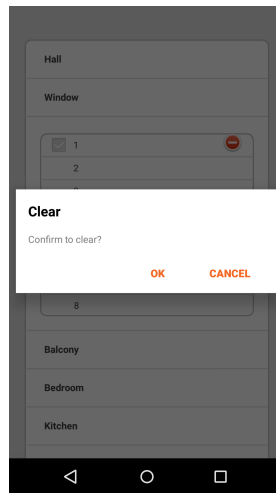 Hall
Window
1
2
Clear
Confirm to clear?
OK CANCEL
8
Balcony
Bedroom
Kitchen